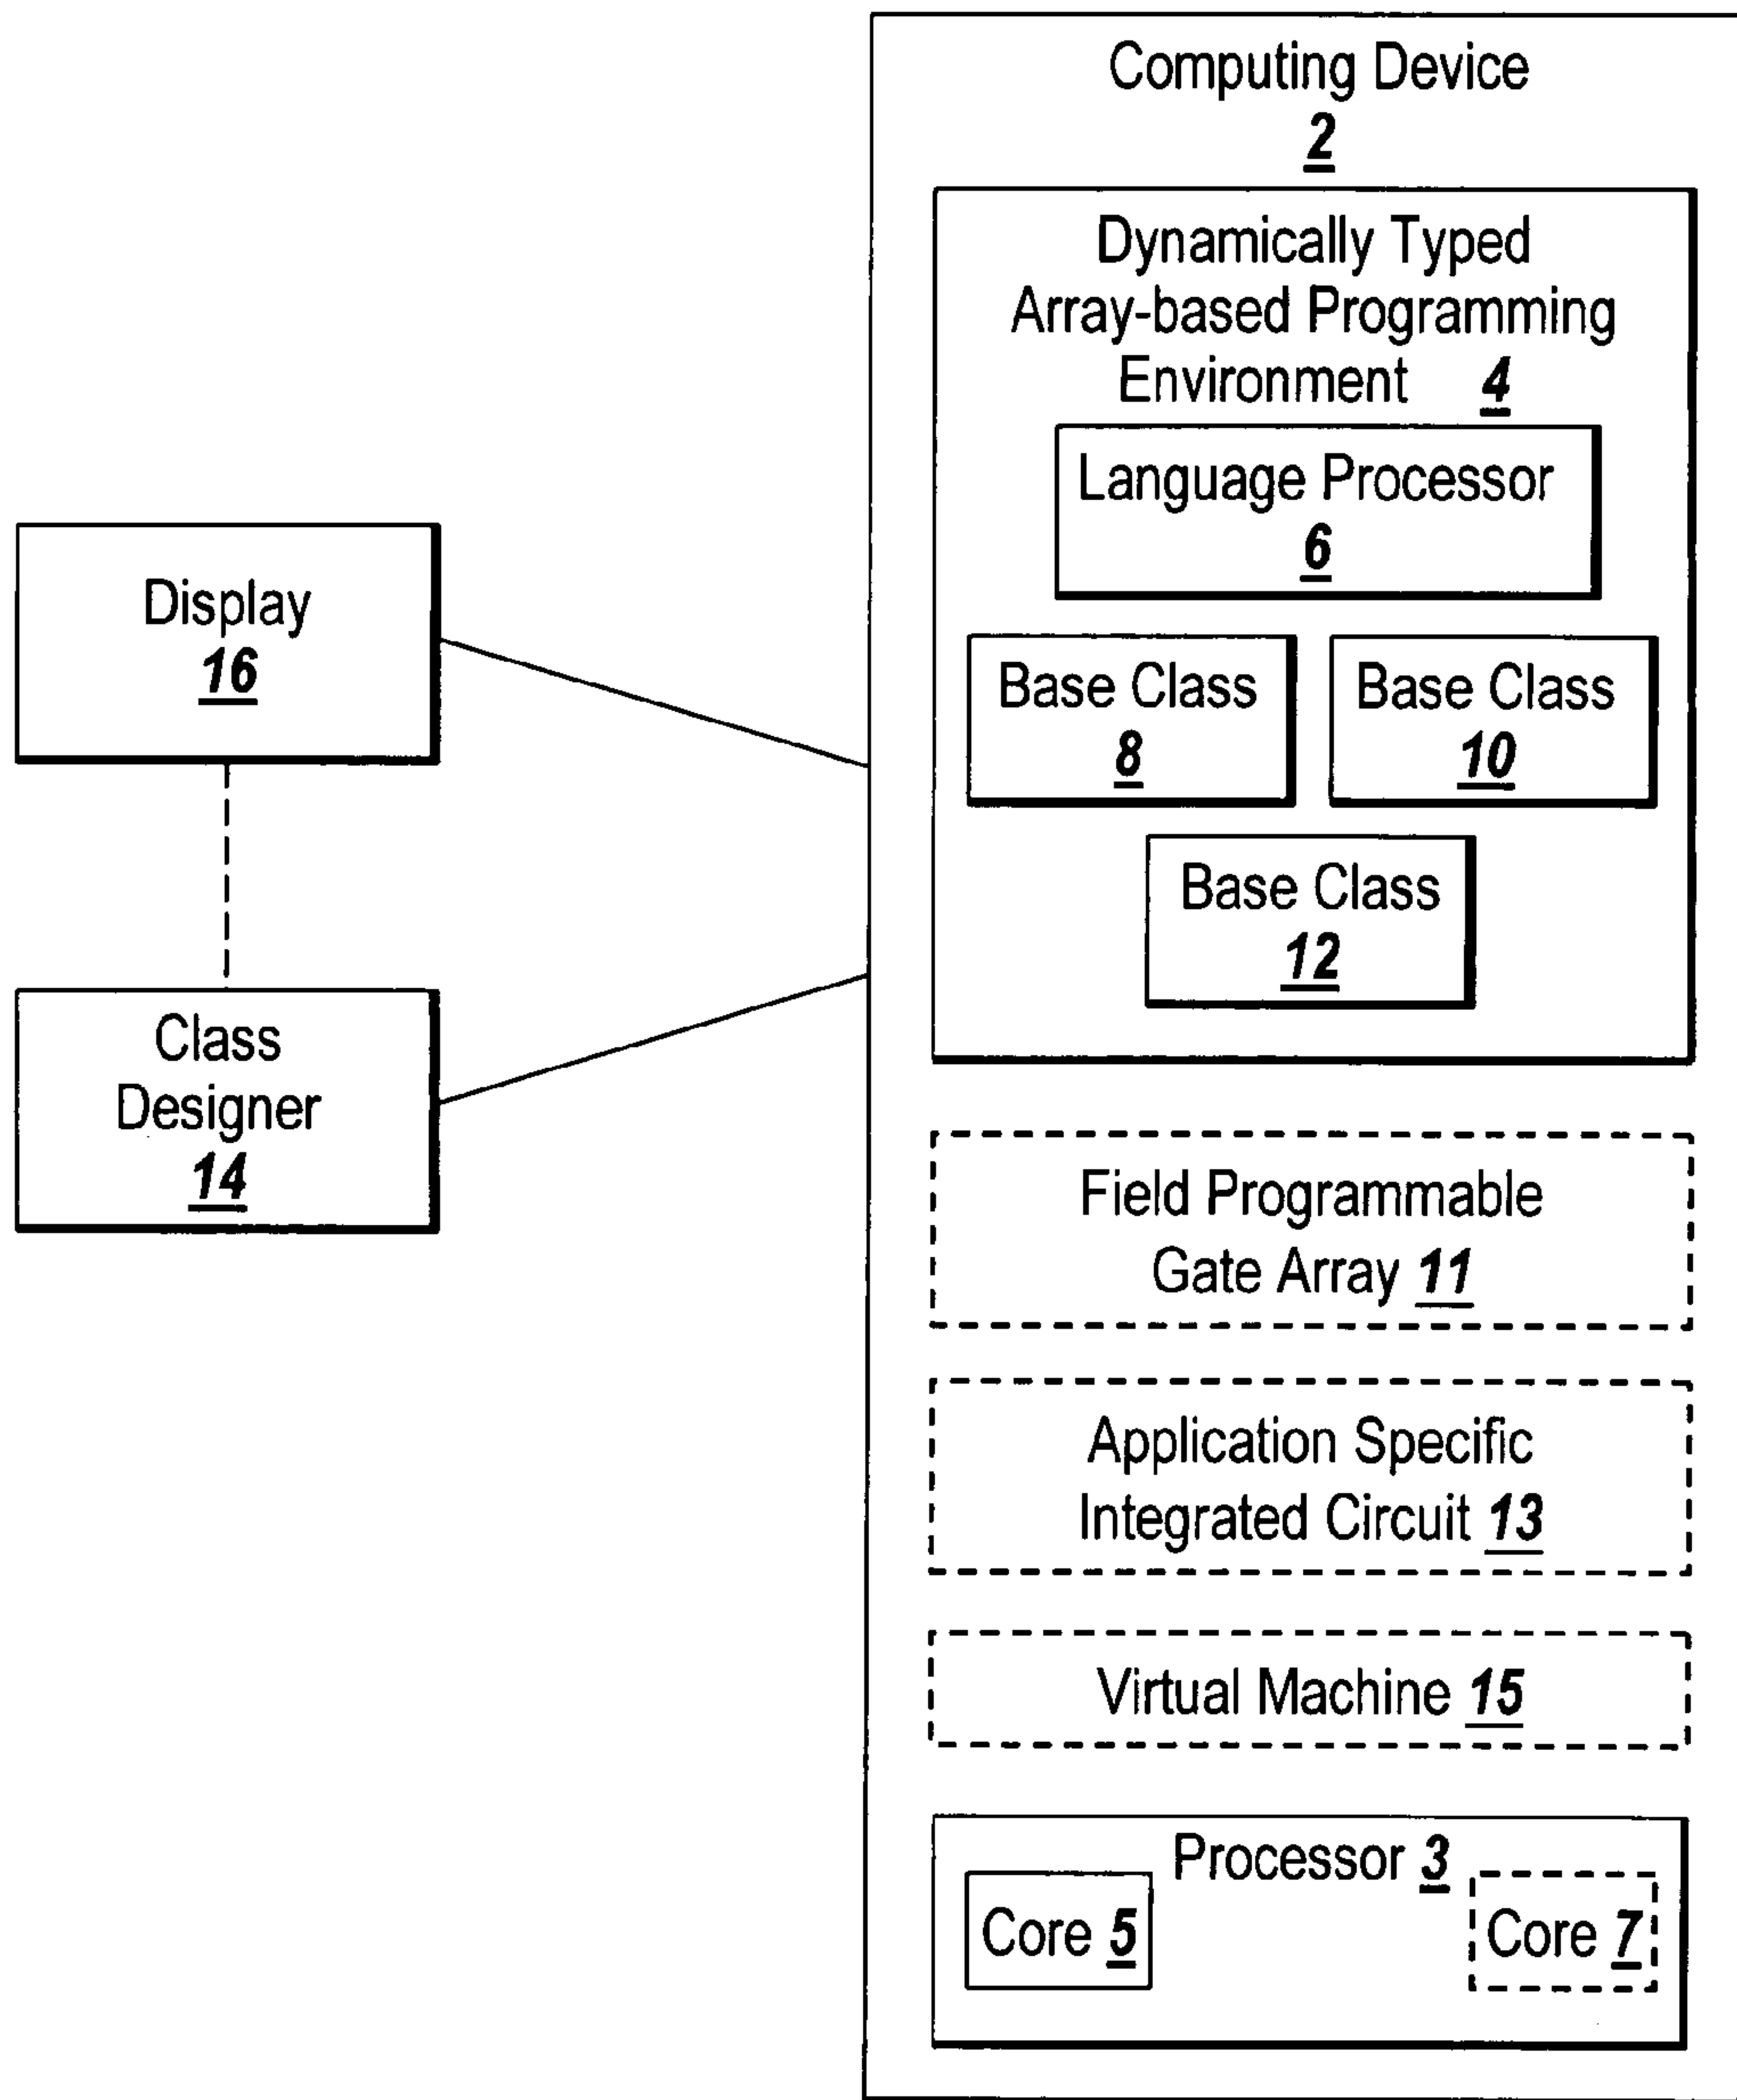 Computing Device
2
Dynamically Typed
Array-based Programming
Environment 4
Language Processor
6
Base Class
8
Base Class
10
Base Class
12
Display
16
Class
Designer
14
Field Programmable
Gate Array 11
Application Specific
Integrated Circuit 13
Virtual Machine 15
Processor 3
Core 5
Core 7